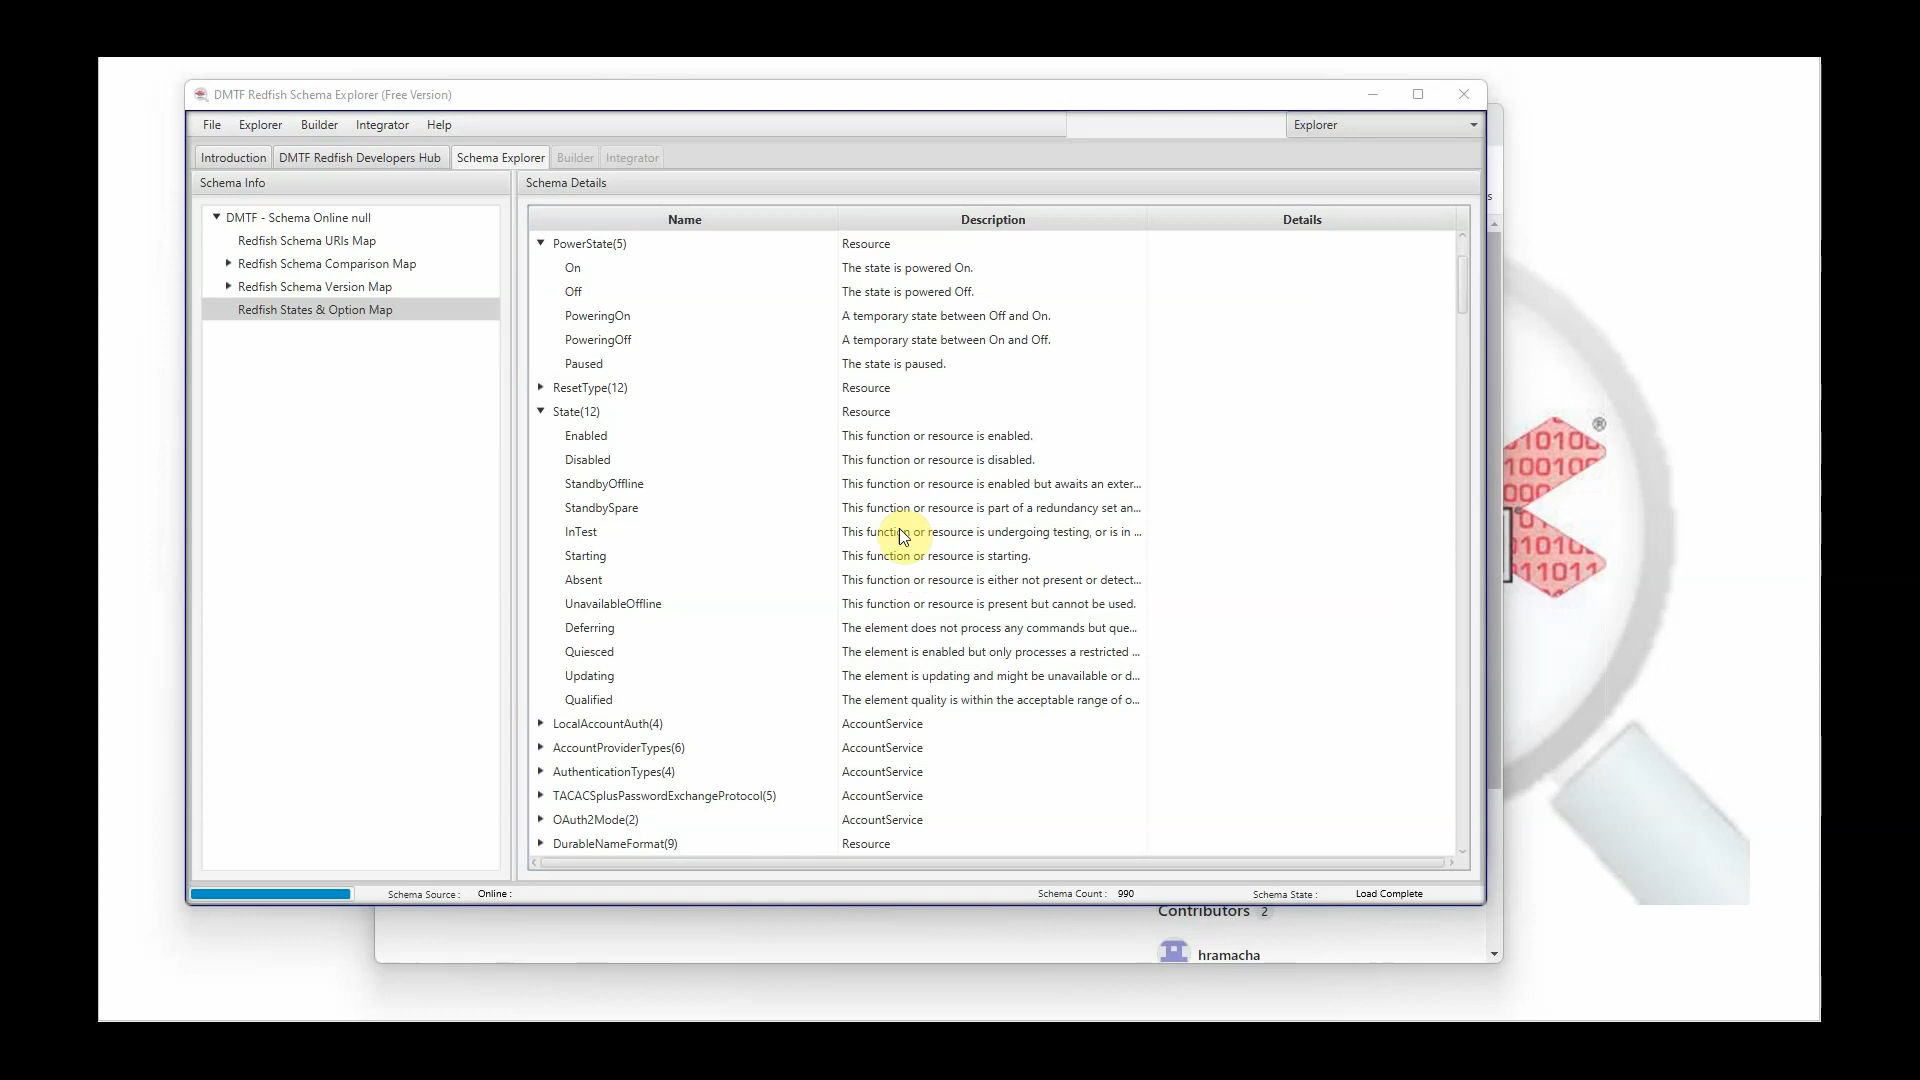 DMTF Redfish Schema Explorer (Free Version)
File Explorer Builder Integrator Help
Explorer
Introduction DMTF Redfish Developers Hub Schema Explorer Builder Integrator
Schema Info
Schema Details
DMTF - Schema Online null
Redfish Schema URIs Map
Redfish Schema Comparison Map
Redfish Schema Version Map
Redfish States & Option Map
Name Description Details
PowerState(5) Resource
On The state is powered On.
Off The state is powered Off.
PoweringOn A temporary state between Off and On.
PoweringOff A temporary state between On and Off.
Paused The state is paused.
ResetType(12) Resource
State(12) Resource
Enabled This function or resource is enabled.
Disabled This function or resource is disabled.
StandbyOffline This function or resource is enabled but awaits an exter...
StandbySpare This function or resource is part of a redundancy set an...
InTest This function or resource is undergoing testing, or is in ...
Starting This function or resource is starting.
Absent This function or resource is either not present or detect...
UnavailableOffline This function or resource is present but cannot be used.
Deferring The element does not process any commands but que...
Quiesced The element is enabled but only processes a restricted ...
Updating The element is updating and might be unavailable or d...
Qualified The element quality is within the acceptable range of o...
LocalAccountAuth(4) AccountService
AccountProviderTypes(6) AccountService
AuthenticationTypes(4) AccountService
TACACSplusPasswordExchangeProtocol(5) AccountService
OAuth2Mode(2) AccountService
DurableNameFormat(9) Resource
Schema Source : Online : Schema Count : 990 Schema State : Load Complete
Contributors 2
hramacha